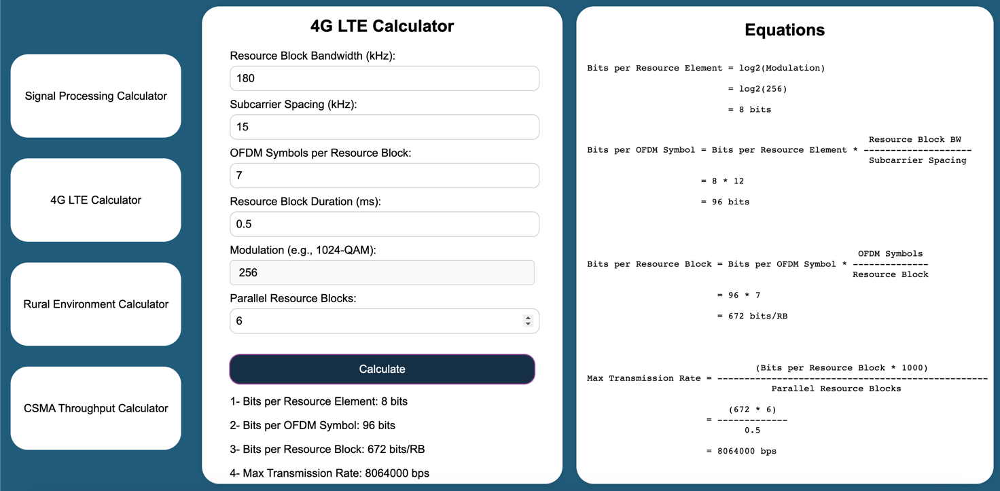 Signal Processing Calculator
4G LTE Calculator
Rural Environment Calculator
CSMA Throughput Calculator
4G LTE Calculator
Resource Block Bandwidth (kHz):
180
Subcarrier Spacing (kHz):
15
OFDM Symbols per Resource Block:
7
Resource Block Duration (ms):
0.5
Modulation (e.g., 1024-QAM):
256
Parallel Resource Blocks:
6
Calculate
1- Bits per Resource Element: 8 bits
2- Bits per OFDM Symbol: 96 bits
3- Bits per Resource Block: 672 bits/RB
4- Max Transmission Rate: 8064000 bps
Equations
Bits per Resource Element = log2(Modulation)
= log2(256)
= 8 bits
Resource Block BW
Bits per OFDM Symbol = Bits per Resource Element * --------------------
Subcarrier Spacing
= 8 * 12
= 96 bits
OFDM Symbols
Bits per Resource Block = Bits per OFDM Symbol * --------------
Resource Block
= 96 * 7
= 672 bits/RB
(Bits per Resource Block * 1000)
Max Transmission Rate = --------------------------------------------------
Parallel Resource Blocks
(672 * 6)
= -------------
0.5
= 8064000 bps